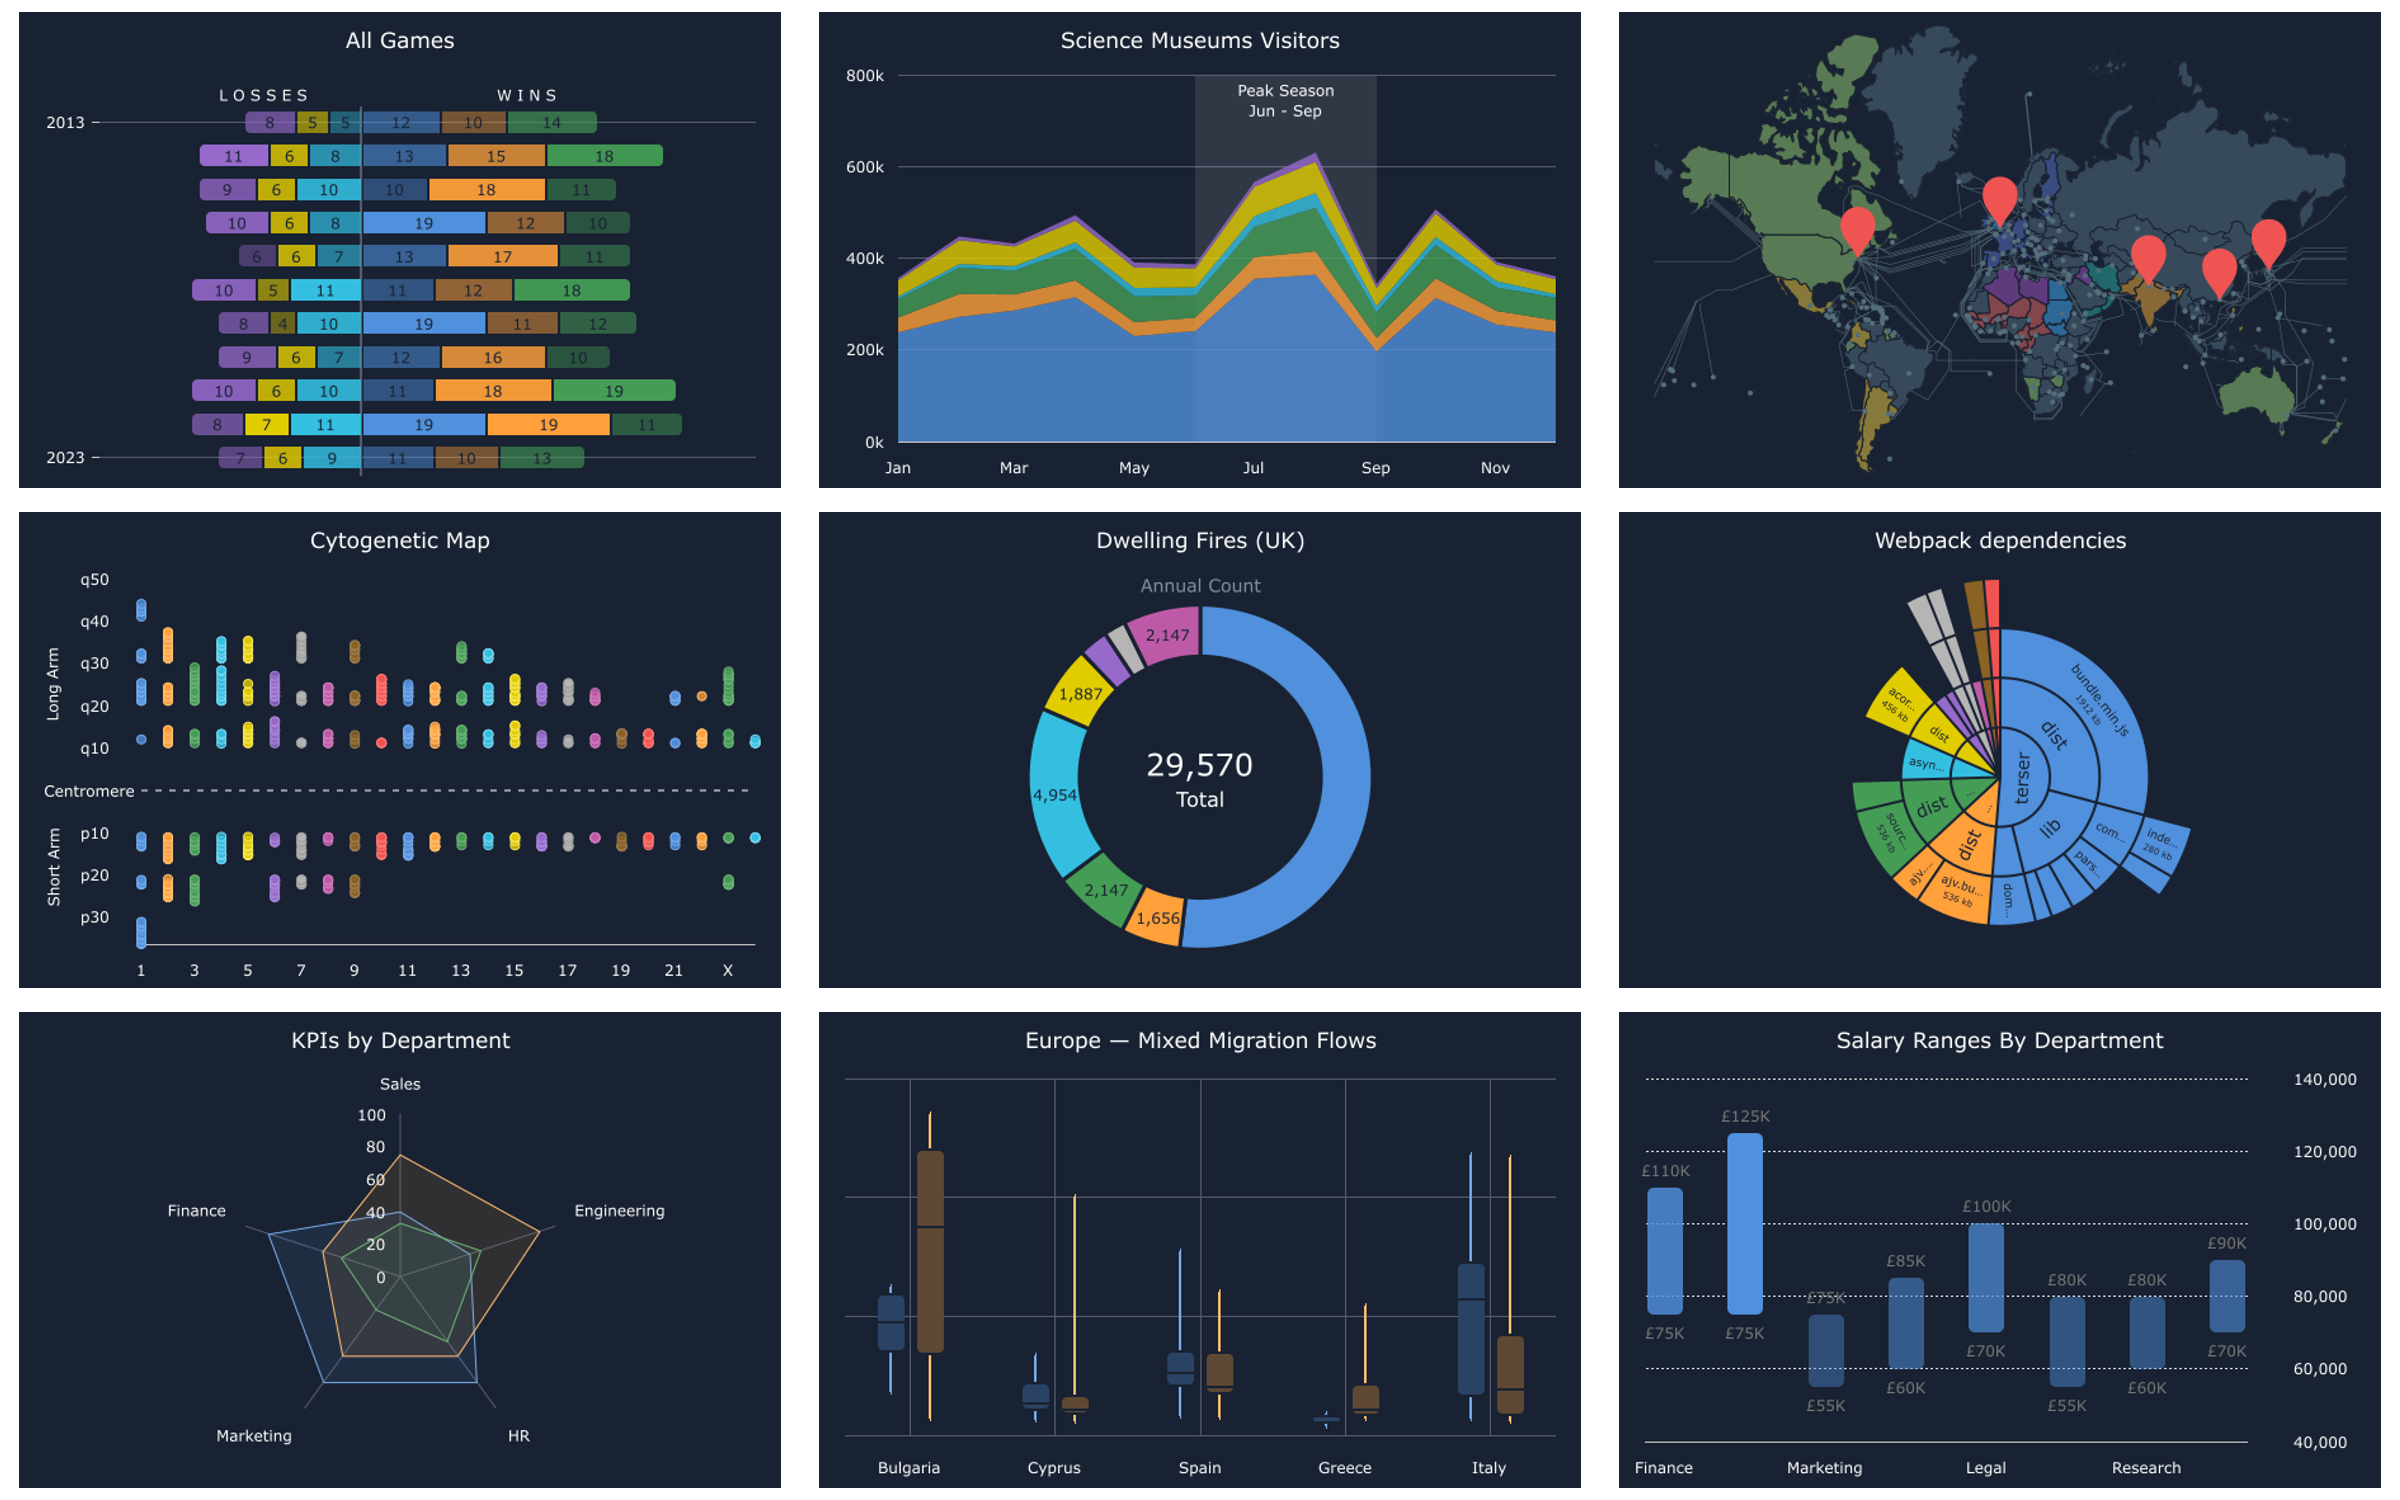 All Games
LOSSES WINS
2013 8 5 5 12 10 14
11 6 8 13 15 18
9 6 10 10 18 11
10 6 8 19 12 10
6 6 7 13 17 11
10 5 11 11 12 18
8 4 10 19 11 12
9 6 7 12 16 10
10 6 10 11 18 19
8 7 11 19 19 11
2023 7 6 9 11 10 13
Science Museums Visitors
800k
Peak Season
Jun - Sep
600k
400k
200k
0k
Jan Mar May Jul Sep Nov
Cytogenetic Map
q50
q40
q30
q20
q10
Long Arm
Centromere
p10
p20
p30
Short Arm
1 3 5 7 9 11 13 15 17 19 21 X
Dwelling Fires (UK)
Annual Count
2,147
1,887
4,954
2,147
1,656
29,570
Total
Webpack dependencies
bundle.min.js
1912 kb
dist
terser
lib
com...
inde...
280 kb
pars...
dom...
...
dist
ajv.bu...
536 kb
ajv....
...
dist
sourc...
536 kb
asyn...
dist
acor...
456 kb
KPIs by Department
Sales
100
80
60
40
20
0
Finance
Engineering
Marketing
HR
Europe — Mixed Migration Flows
Bulgaria Cyprus Spain Greece Italy
Salary Ranges By Department
140,000
120,000
100,000
80,000
60,000
40,000
£110K £125K £75K £85K £100K £80K £80K £90K
£75K £75K £55K £60K £70K £55K £60K £70K
Finance Marketing Legal Research